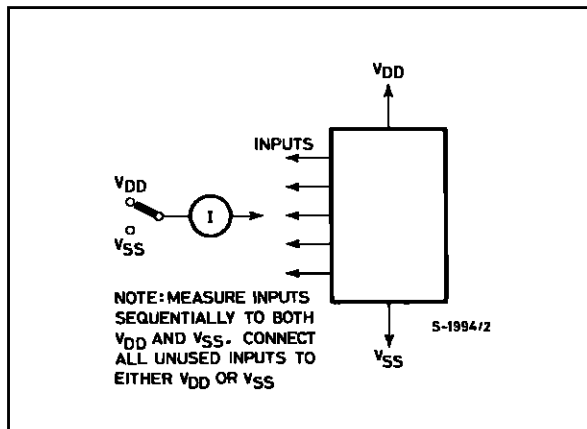 VDD
INPUTS
VDD
I
VSS
NOTE: MEASURE INPUTS
SEQUENTIALLY TO BOTH
VDD AND VSS. CONNECT
ALL UNUSED INPUTS TO
EITHER VDD OR VSS
S-1994/2
VSS